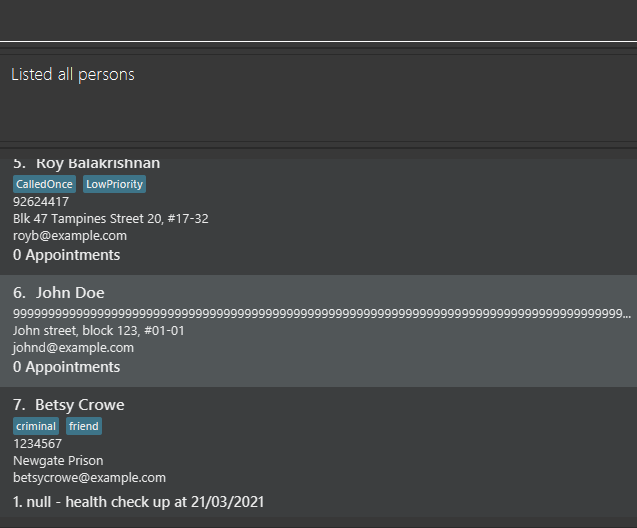 Listed all persons
5. Roy Balakrishnan
CalledOnce LowPriority
92624417
Blk 47 Tampines Street 20, #17-32
royb@example.com
0 Appointments
6. John Doe
9999999999999999999999999999999999999999999999999999999999999999999999999999999999999999...
John street, block 123, #01-01
johnd@example.com
0 Appointments
7. Betsy Crowe
criminal friend
1234567
Newgate Prison
betsycrowe@example.com
1. null - health check up at 21/03/2021